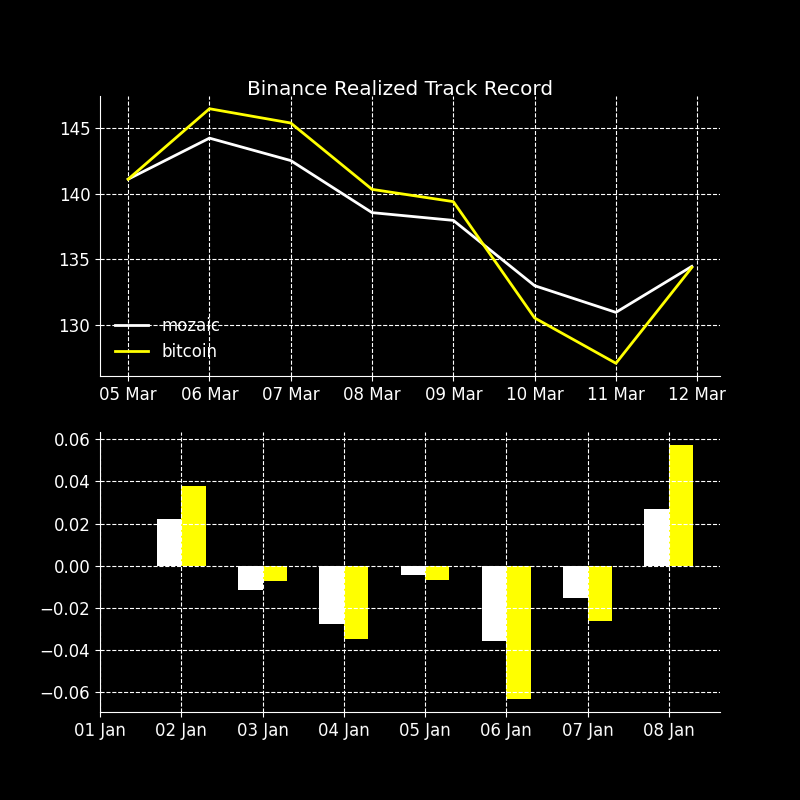 Binance Realized Track Record
145
140
135
130
mozaic
bitcoin
05 Mar 06 Mar 07 Mar 08 Mar 09 Mar 10 Mar 11 Mar 12 Mar
0.06
0.04
0.02
0.00
−0.02
−0.04
−0.06
01 Jan 02 Jan 03 Jan 04 Jan 05 Jan 06 Jan 07 Jan 08 Jan